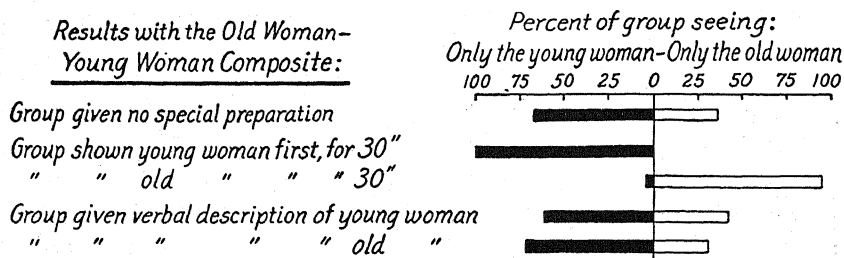 Results with the Old Woman–
Young Woman Composite:
Percent of group seeing:
Only the young woman–Only the old woman
100 75 50 25 0 25 50 75 100
Group given no special preparation
Group shown young woman first, for 30"
" " old " " " 30"
Group given verbal description of young woman
" " " " " old "